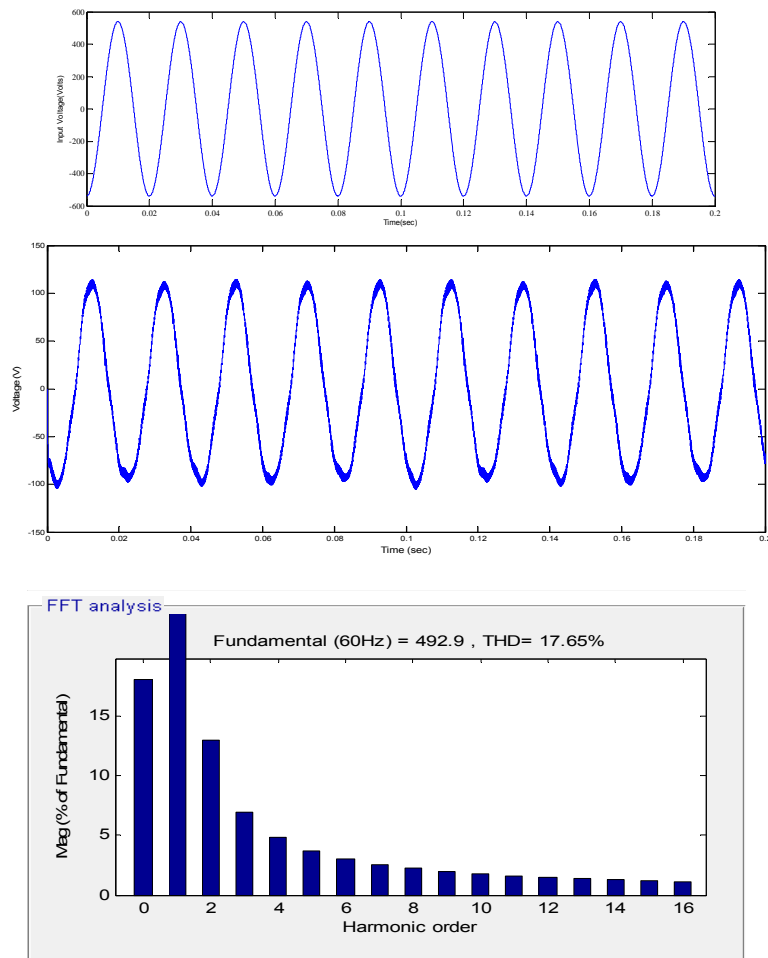 600
400
200
0
-200
-400
-600
Input Voltage(Volts)
0 0.02 0.04 0.06 0.08 0.1 0.12 0.14 0.16 0.18 0.2
Time(sec)
150
100
50
0
-50
-100
-150
Voltage (V)
0 0.02 0.04 0.06 0.08 0.1 0.12 0.14 0.16 0.18 0.2
Time (sec)
FFT analysis
Fundamental (60Hz) = 492.9 , THD= 17.65%
15
10
5
0
Mag (% of Fundamental)
0 2 4 6 8 10 12 14 16
Harmonic order